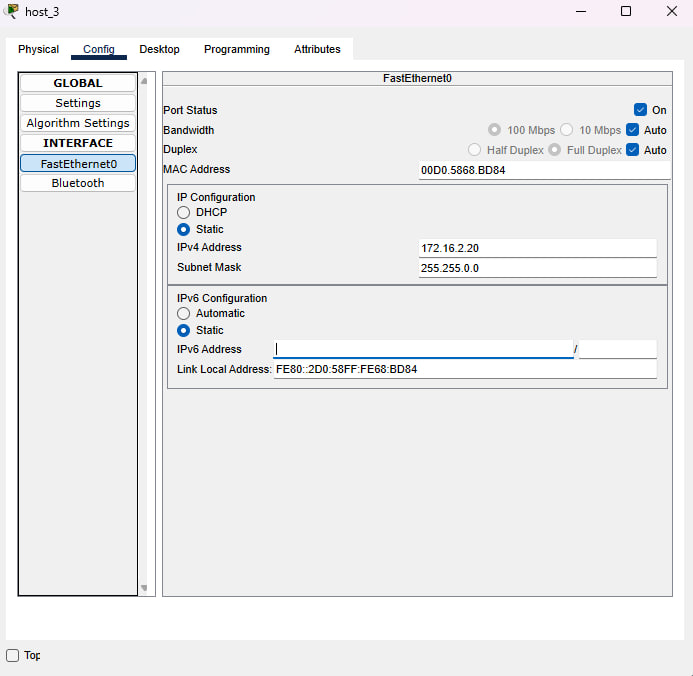 host_3
Physical Config Desktop Programming Attributes
GLOBAL
Settings
Algorithm Settings
INTERFACE
FastEthernet0
Bluetooth
FastEthernet0
Port Status On
Bandwidth 100 Mbps 10 Mbps Auto
Duplex Half Duplex Full Duplex Auto
MAC Address 00D0.5868.BD84
IP Configuration
DHCP
Static
IPv4 Address 172.16.2.20
Subnet Mask 255.255.0.0
IPv6 Configuration
Automatic
Static
IPv6 Address /
Link Local Address: FE80::2D0:58FF:FE68:BD84
Top